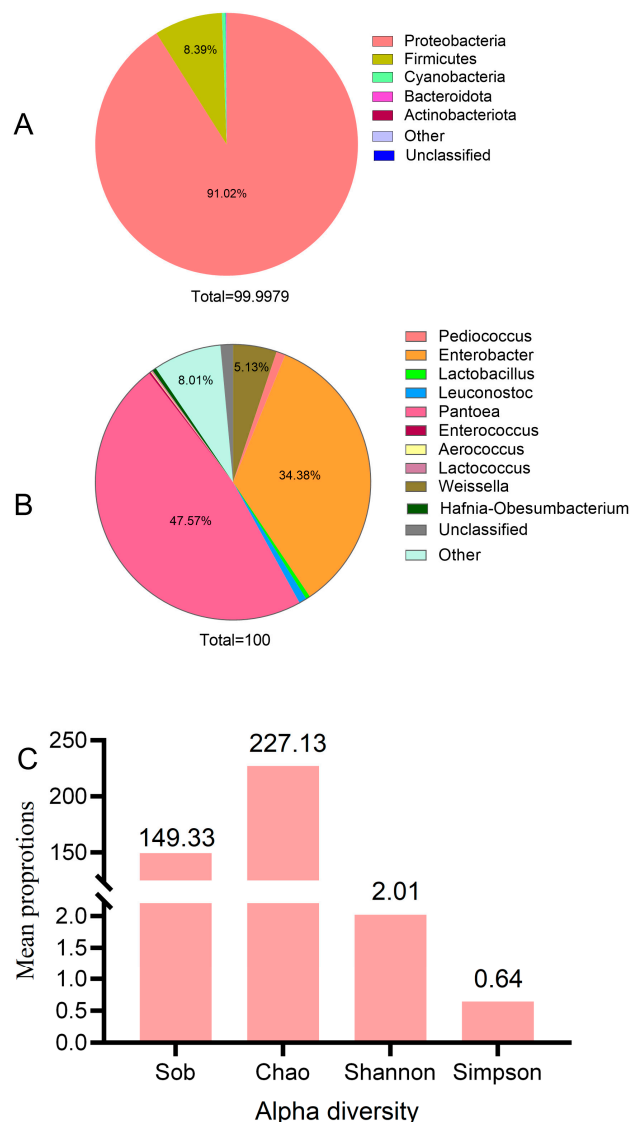 A
8.39%
91.02%
Total=99.9979
Proteobacteria
Firmicutes
Cyanobacteria
Bacteroidota
Actinobacteriota
Other
Unclassified
B
8.01%
5.13%
34.38%
47.57%
Total=100
Pediococcus
Enterobacter
Lactobacillus
Leuconostoc
Pantoea
Enterococcus
Aerococcus
Lactococcus
Weissella
Hafnia-Obesumbacterium
Unclassified
Other
C
Mean proprotions
250
200
150
2.0
1.5
1.0
0.5
0.0
149.33
227.13
2.01
0.64
Sob Chao Shannon Simpson
Alpha diversity